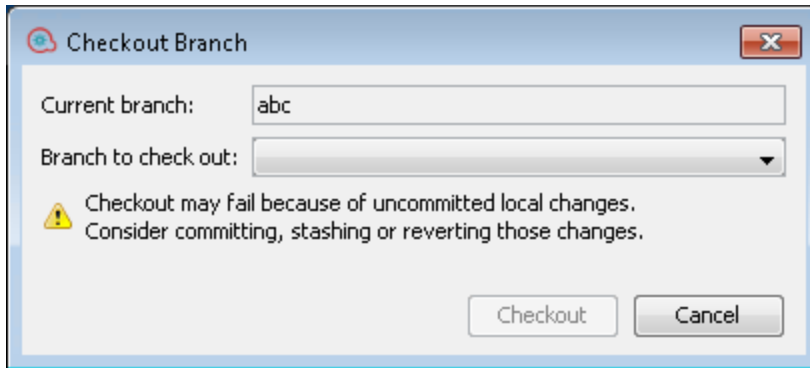 Checkout Branch
Current branch: abc
Branch to check out:
Checkout may fail because of uncommitted local changes.
Consider committing, stashing or reverting those changes.
Checkout Cancel